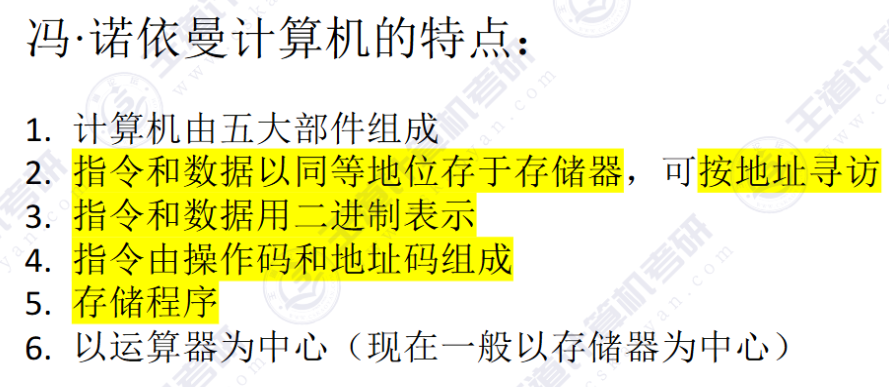 冯·诺依曼计算机的特点：
1. 计算机由五大部件组成
2. 指令和数据以同等地位存于存储器，可按地址寻访
3. 指令和数据用二进制表示
4. 指令由操作码和地址码组成
5. 存储程序
6. 以运算器为中心（现在一般以存储器为中心）